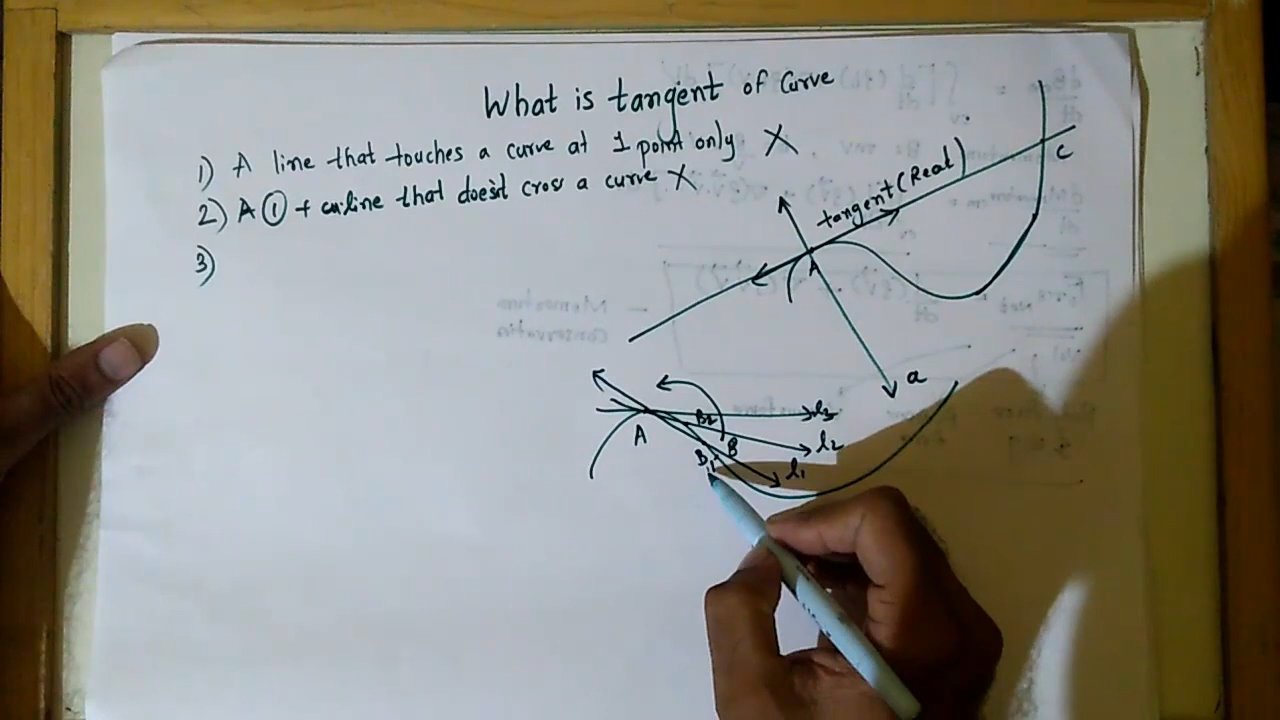 What is tangent of Curve
1) A line that touches a curve at 1 point only X
2) A ① + line that doesn't cross a curve X
3)
tangent (Real)
C
A
a
A
B2
B
B1
l3
l2
l1